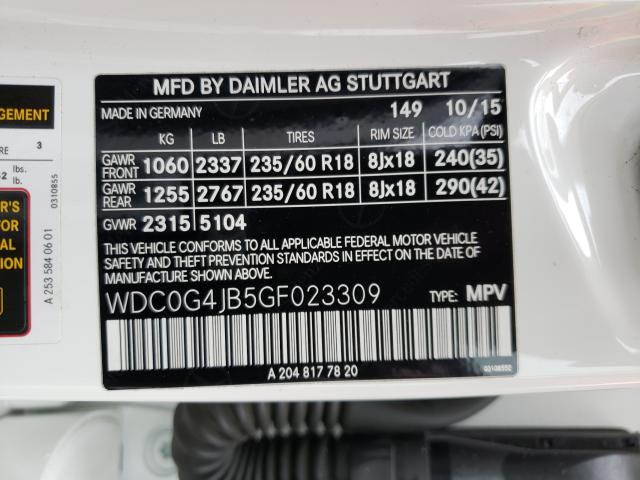 MFD BY DAIMLER AG STUTTGART
MADE IN GERMANY 149 10/15
KG LB TIRES RIM SIZE COLD KPA(PSI)
GAWR FRONT 1060 2337 235/60 R18 8Jx18 240(35)
GAWR REAR 1255 2767 235/60 R18 8Jx18 290(42)
GVWR 2315 5104
THIS VEHICLE CONFORMS TO ALL APPLICABLE FEDERAL MOTOR VEHICLE
SAFETY AND THEFT PREVENTION STANDARDS IN EFFECT ON THE DATE OF
MANUFACTURE SHOWN ABOVE.
WDC0G4JB5GF023309 TYPE: MPV
A 204 817 78 20
03108552
3
lbs.
lb.
0310855
A 253 584 06 01